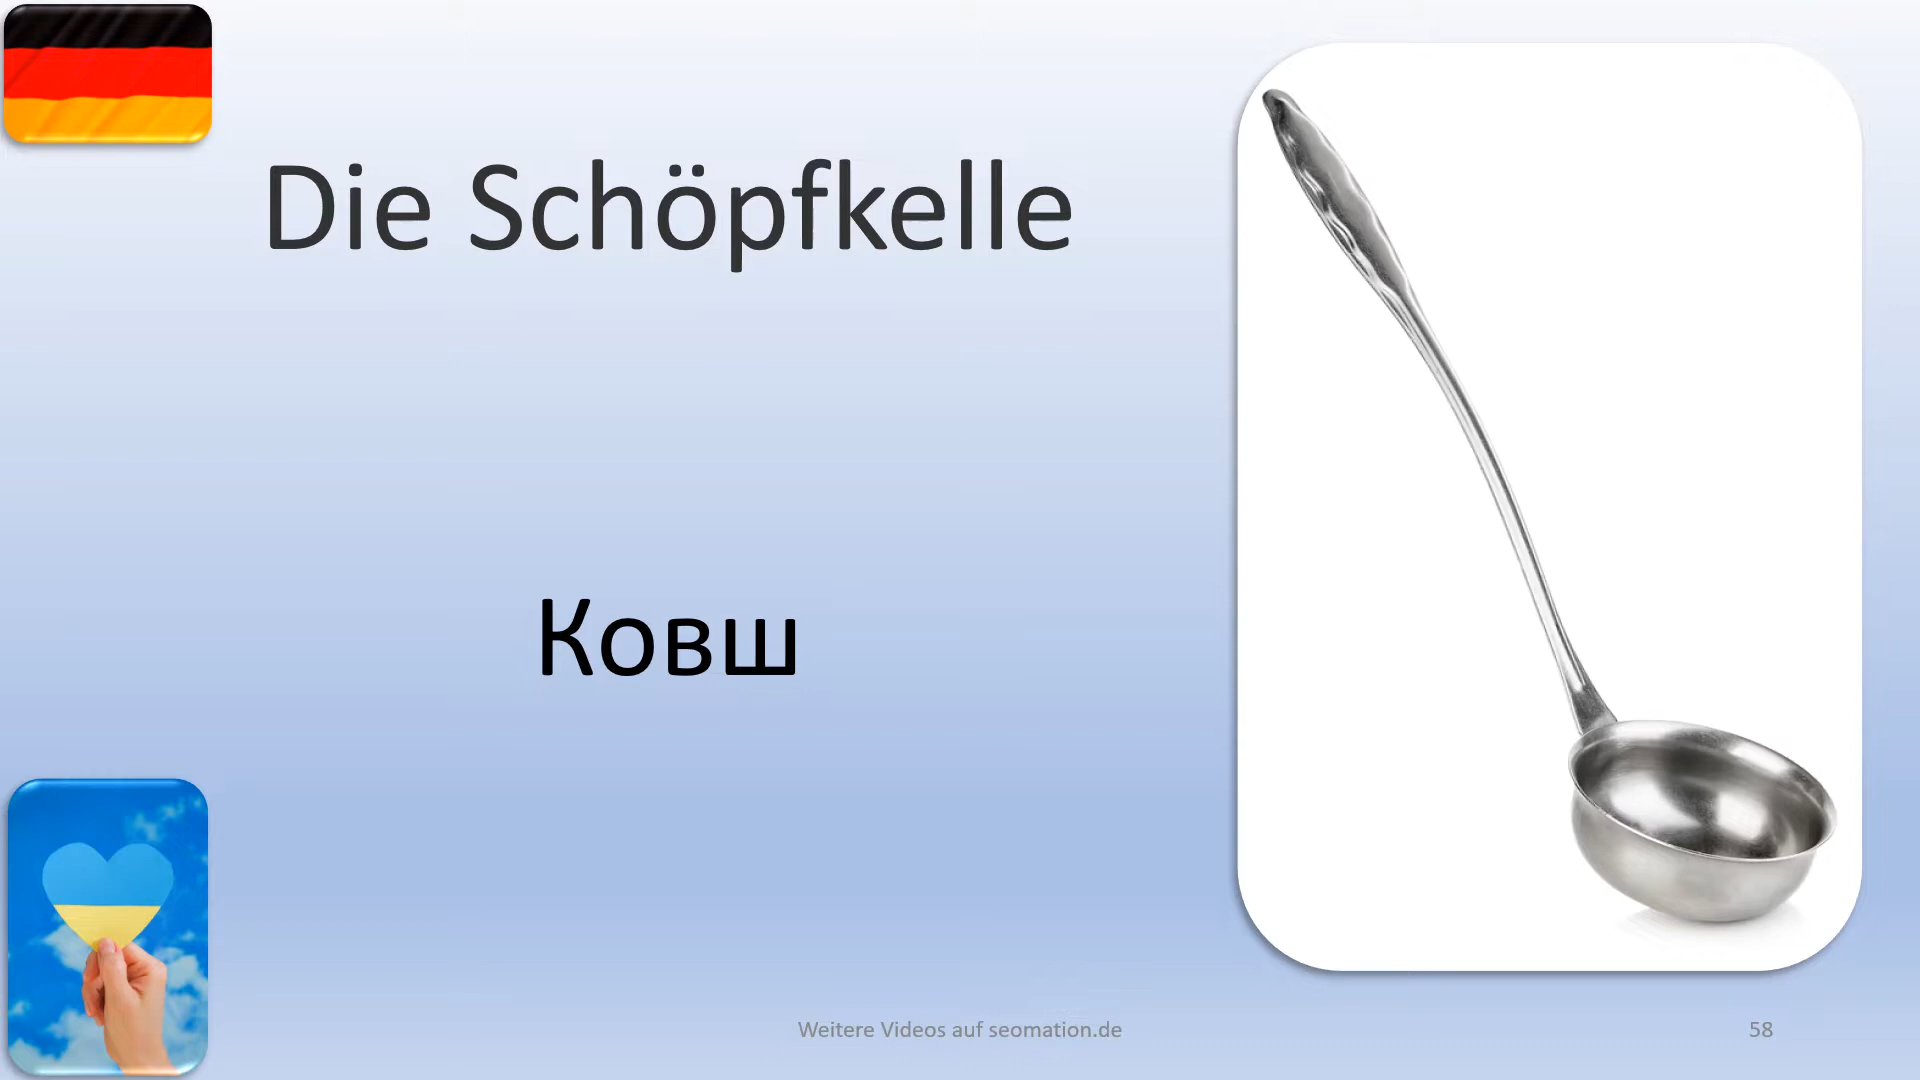 Die Schöpfkelle
Ковш
Weitere Videos auf seomation.de
58